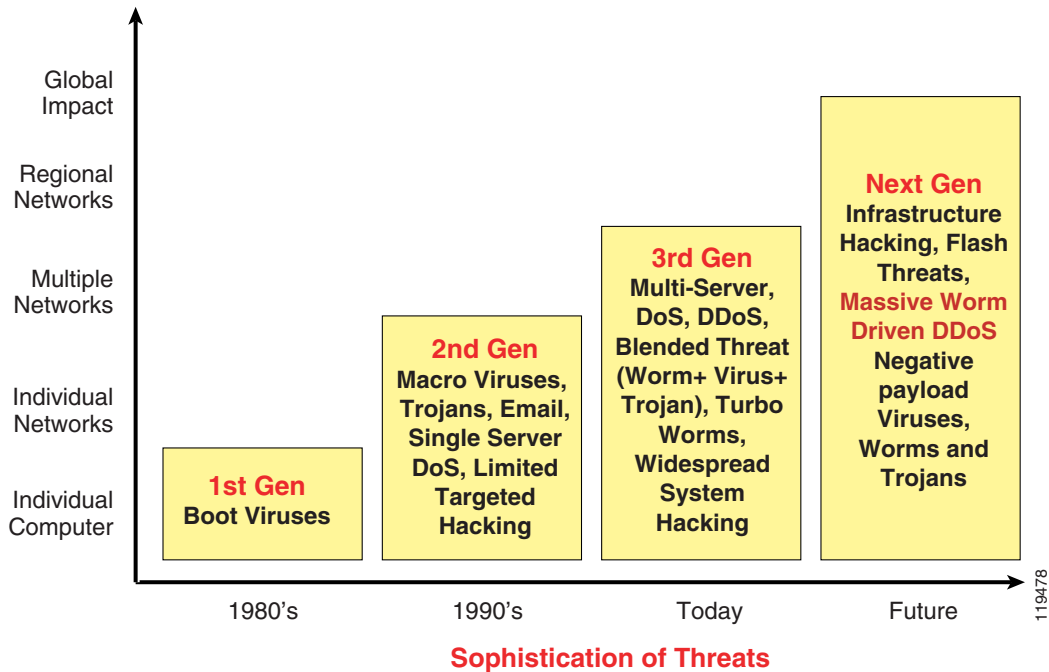 Global
Impact
Regional
Networks
Multiple
Networks
Individual
Networks
Individual
Computer
1st Gen
Boot Viruses
2nd Gen
Macro Viruses,
Trojans, Email,
Single Server
DoS, Limited
Targeted
Hacking
3rd Gen
Multi-Server,
DoS, DDoS,
Blended Threat
(Worm+ Virus+
Trojan), Turbo
Worms,
Widespread
System
Hacking
Next Gen
Infrastructure
Hacking, Flash
Threats,
Massive Worm
Driven DDoS
Negative
payload
Viruses,
Worms and
Trojans
1980's
1990's
Today
Future
Sophistication of Threats
119478